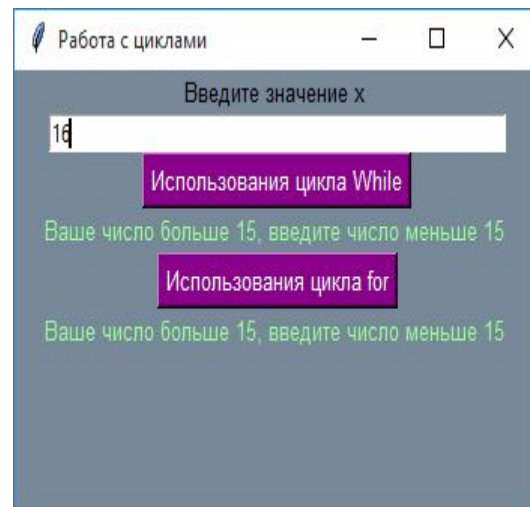 Работа с циклами
Введите значение x
16
Использования цикла While
Ваше число больше 15, введите число меньше 15
Использования цикла for
Ваше число больше 15, введите число меньше 15